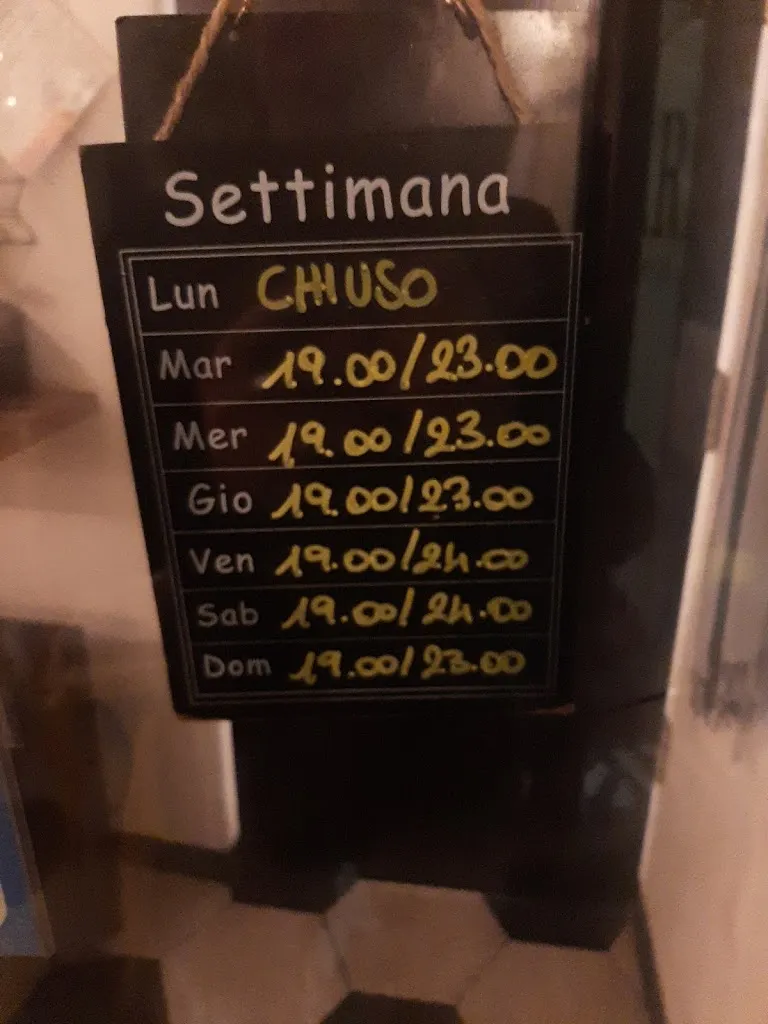 Settimana
Lun CHIUSO
Mar 19.00/23.00
Mer 19.00/23.00
Gio 19.00/23.00
Ven 19.00/24.00
Sab 19.00/24.00
Dom 19.00/23.00